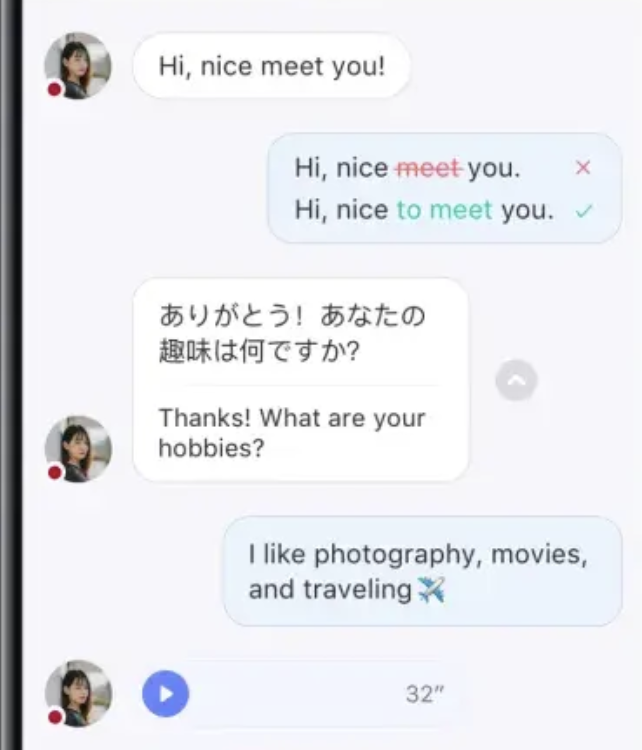 Hi, nice meet you!
Hi, nice meet you.
Hi, nice to meet you.
ありがとう！あなたの
趣味は何ですか?
Thanks! What are your
hobbies?
I like photography, movies,
and traveling✈️
32″